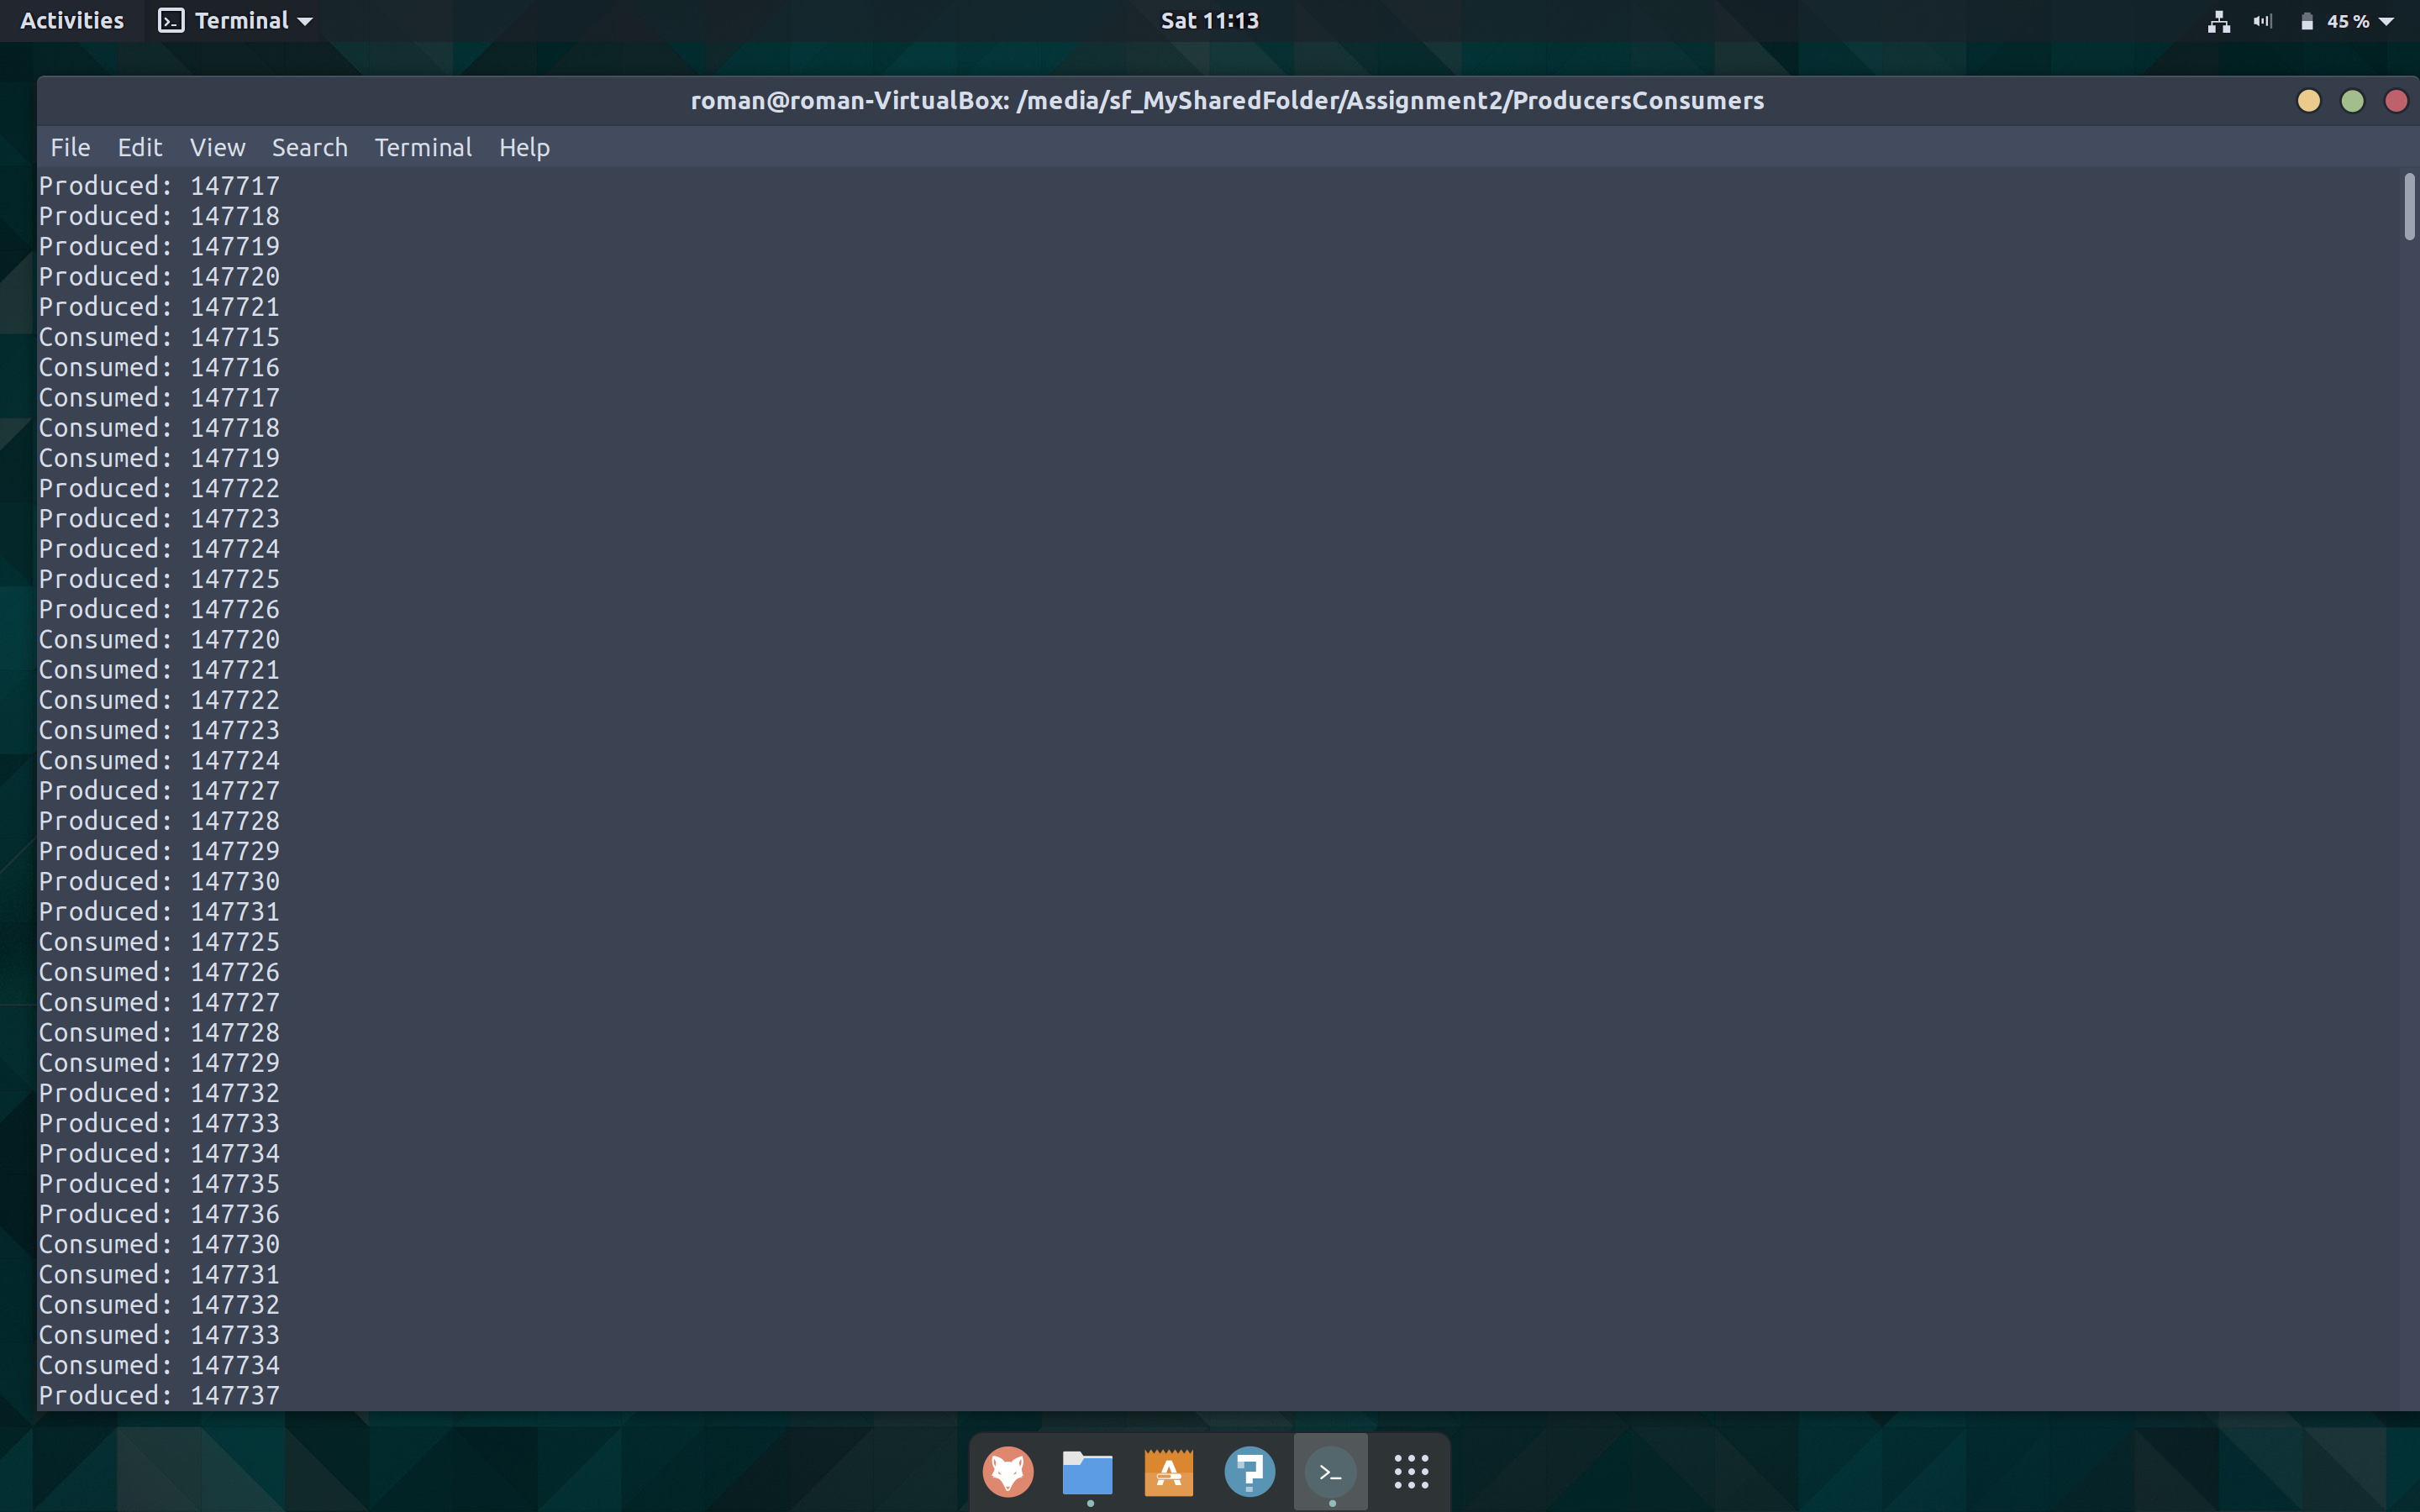 Activities Terminal Sat 11:13 45 %
roman@roman-VirtualBox: /media/sf_MySharedFolder/Assignment2/ProducersConsumers
File Edit View Search Terminal Help
Produced: 147717
Produced: 147718
Produced: 147719
Produced: 147720
Produced: 147721
Consumed: 147715
Consumed: 147716
Consumed: 147717
Consumed: 147718
Consumed: 147719
Produced: 147722
Produced: 147723
Produced: 147724
Produced: 147725
Produced: 147726
Consumed: 147720
Consumed: 147721
Consumed: 147722
Consumed: 147723
Consumed: 147724
Produced: 147727
Produced: 147728
Produced: 147729
Produced: 147730
Produced: 147731
Consumed: 147725
Consumed: 147726
Consumed: 147727
Consumed: 147728
Consumed: 147729
Produced: 147732
Produced: 147733
Produced: 147734
Produced: 147735
Produced: 147736
Consumed: 147730
Consumed: 147731
Consumed: 147732
Consumed: 147733
Consumed: 147734
Produced: 147737